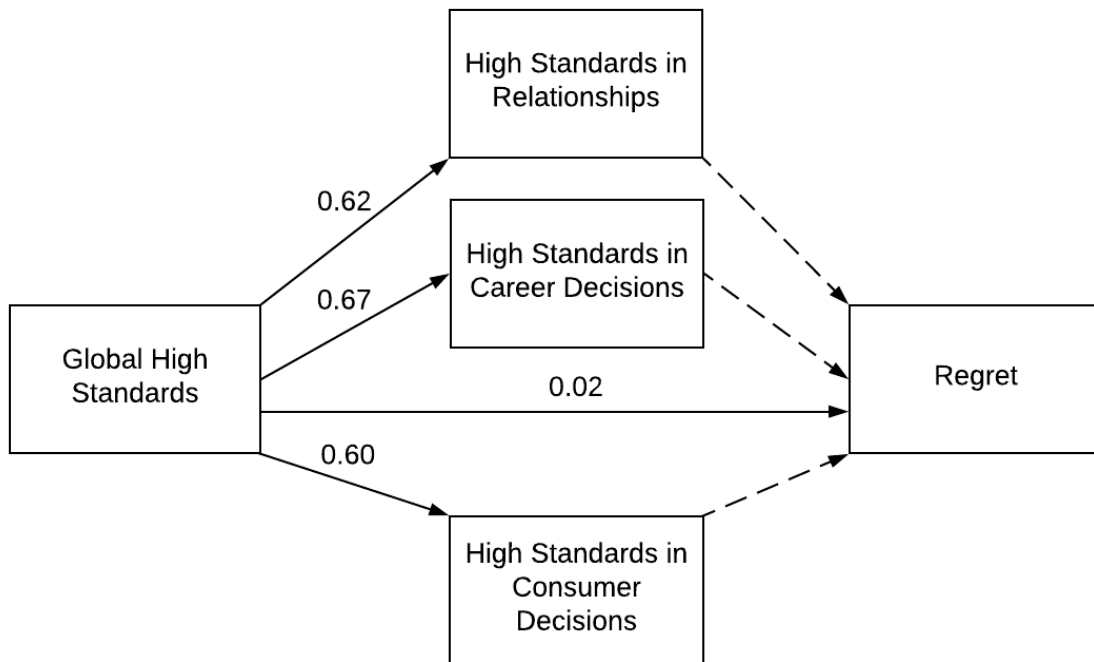 High Standards in
Relationships
0.62
High Standards in
Career Decisions
0.67
Global High
Standards
0.02
Regret
0.60
High Standards in
Consumer
Decisions